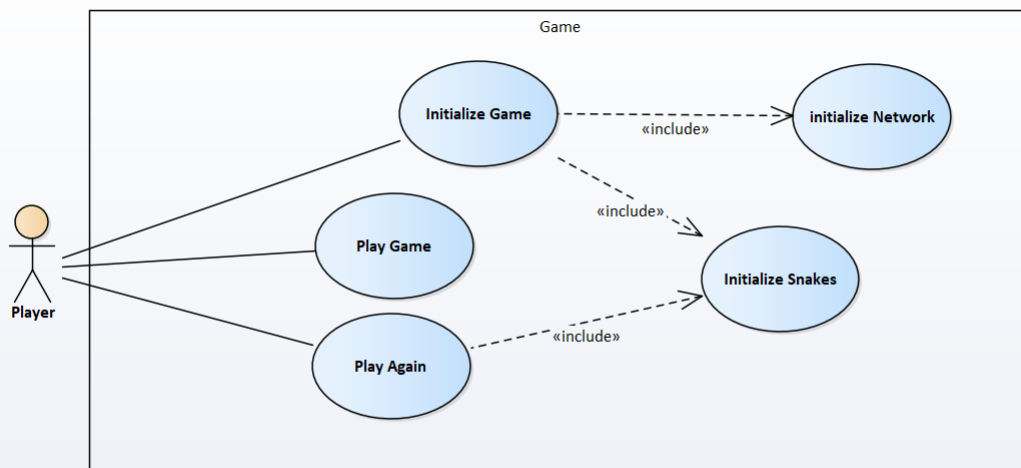 Game
Initialize Game
initialize Network
«include»
«include»
Play Game
Initialize Snakes
Player
«include»
Play Again